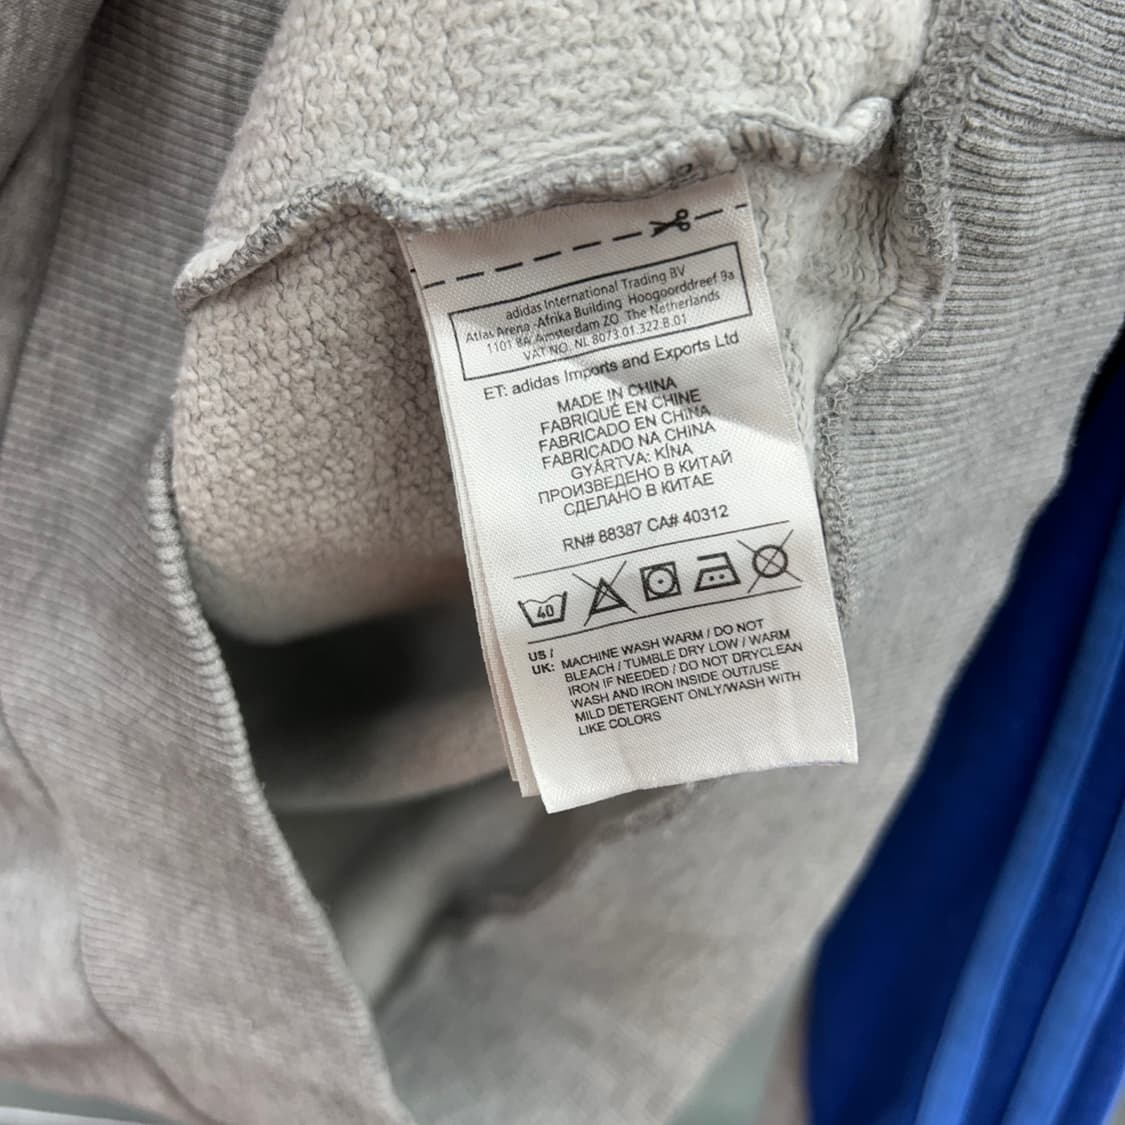 adidas International Trading BV
Atlas Arena -Afrika Building Hoogoorddreef 9a
1101 BA Amsterdam ZO The Netherlands
VAT NO. NL 8073.01.322.B.01
ET: adidas Imports and Exports Ltd
MADE IN CHINA
FABRIQUÉ EN CHINE
FABRICADO EN CHINA
FABRICADO NA CHINA
GYÁRTVA: KÍNA
ПРОИЗВЕДЕНО В КИТАЙ
СДЕЛАНО В КИТАЕ
RN# 88387 CA# 40312
40
US /
UK: MACHINE WASH WARM / DO NOT
BLEACH / TUMBLE DRY LOW / WARM
IRON IF NEEDED / DO NOT DRYCLEAN
WASH AND IRON INSIDE OUT/USE
MILD DETERGENT ONLY/WASH WITH
LIKE COLORS